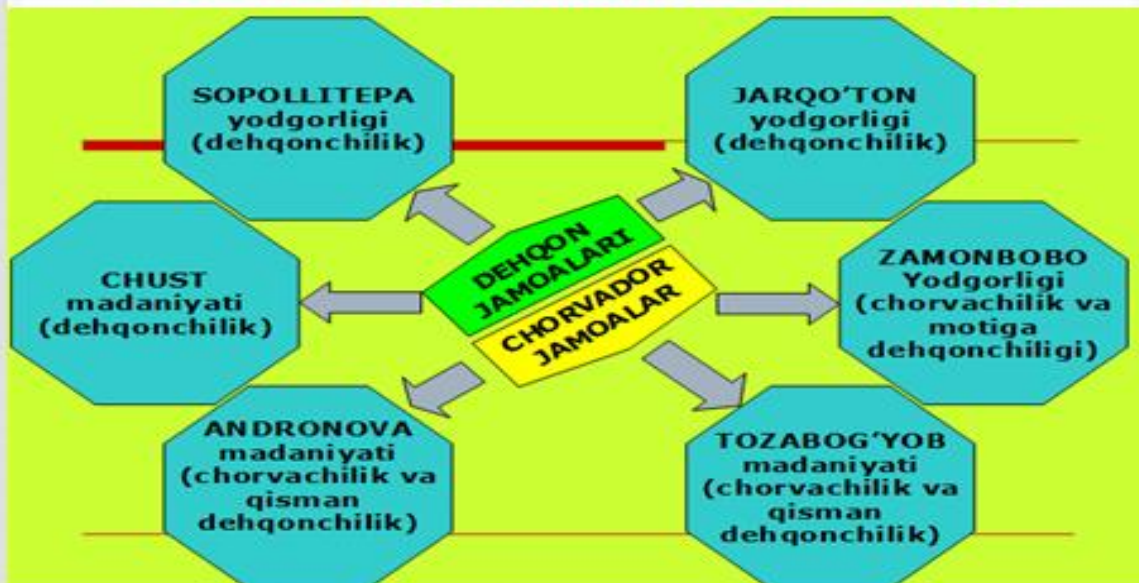 SOPOLLITEPA
yodgorligi
(dehqonchilik)
JARQO'TON
yodgorligi
(dehqonchilik)
DEHQON
JAMOALARI
CHORVADOR
JAMOALAR
CHUST
madaniyati
(dehqonchilik)
ZAMONBOBO
Yodgorligi
(chorvachilik va
motiga
dehqonchiligi)
ANDRONOVA
madaniyati
(chorvachilik va
qisman
dehqonchilik)
TOZABOG'YOB
madaniyati
(chorvachilik va
qisman
dehqonchilik)